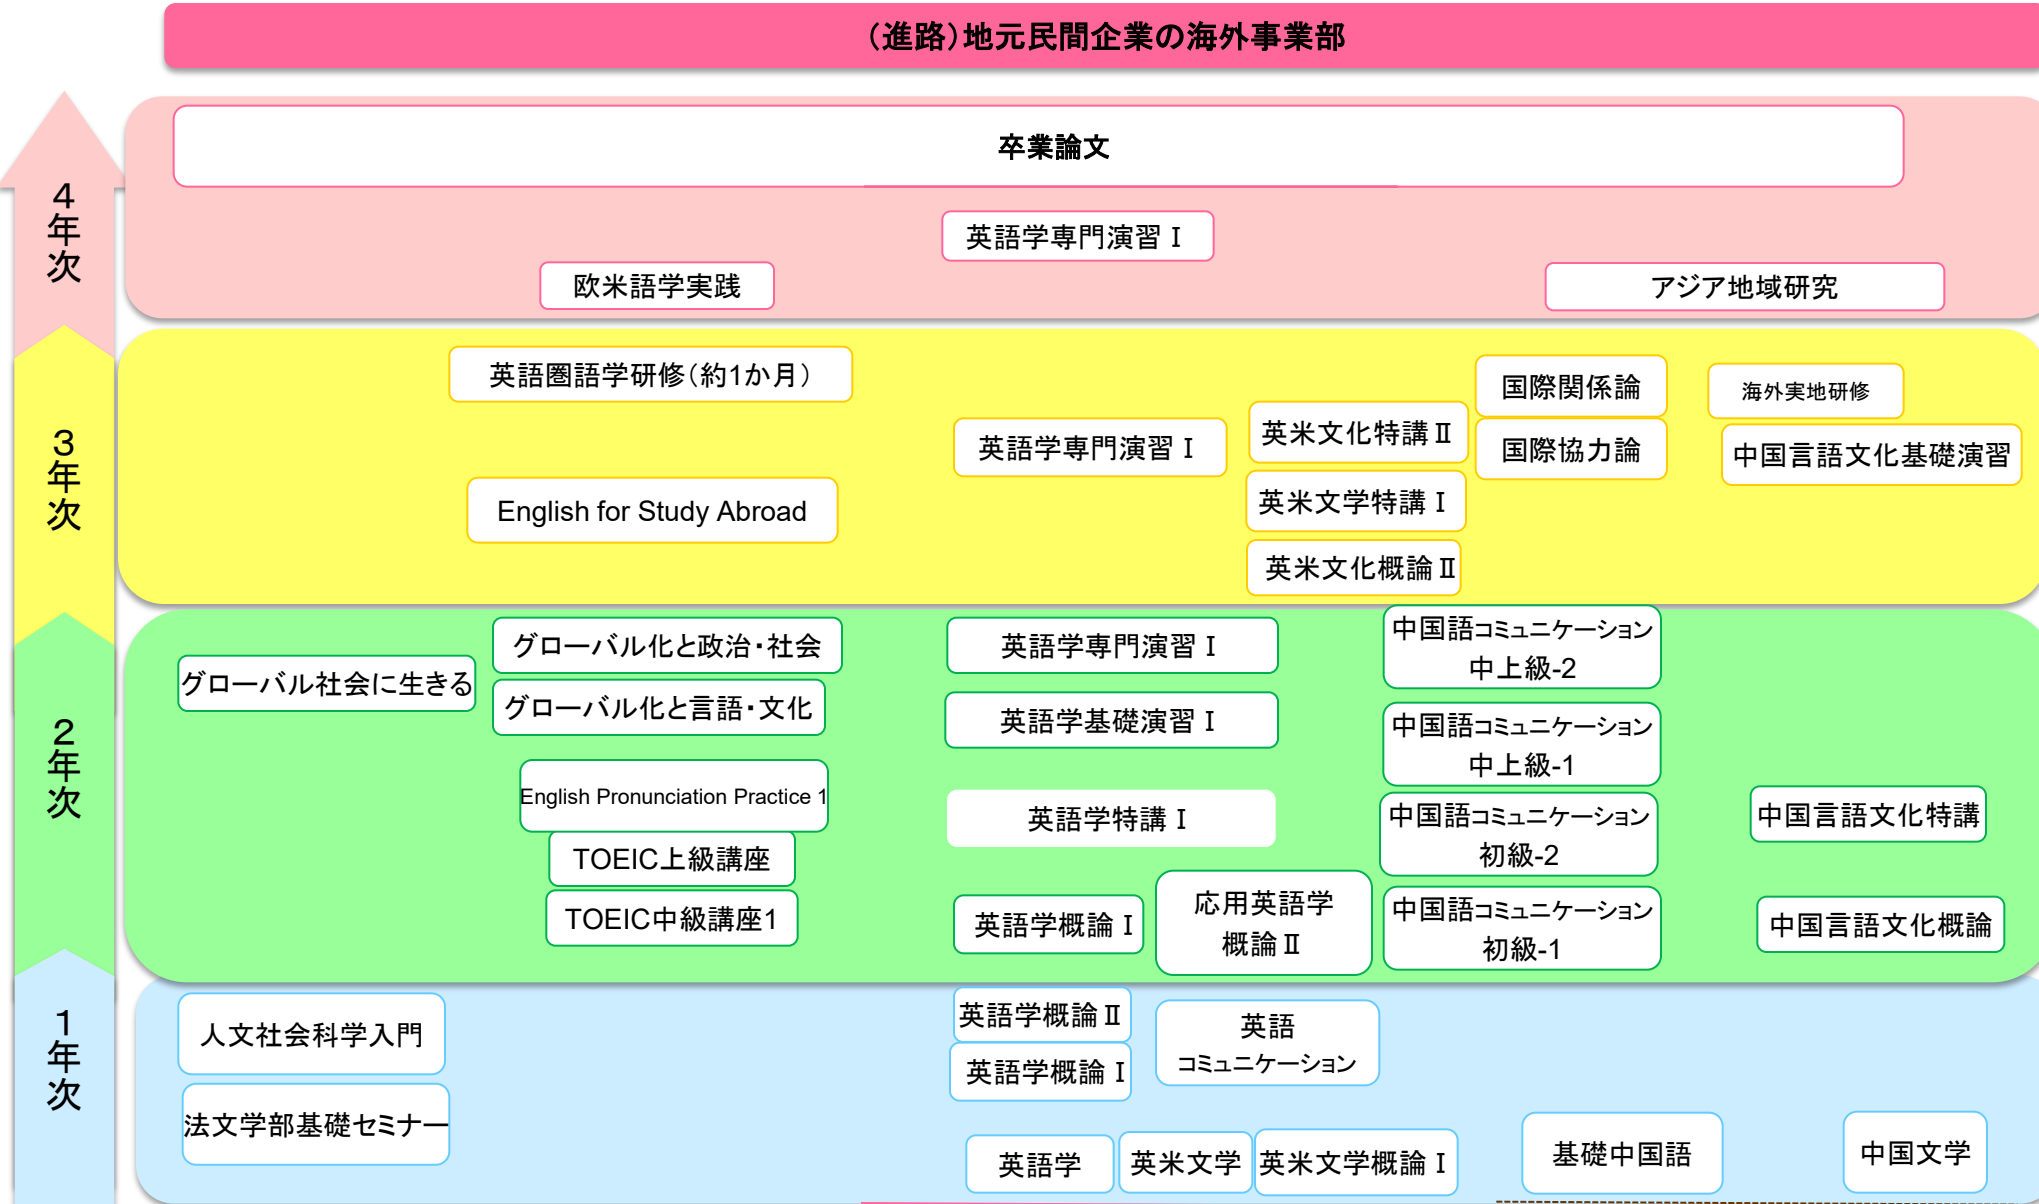 （進路）地元民間企業の海外事業部
4年次
卒業論文
英語学専門演習Ⅰ
欧米語学実践
アジア地域研究
3年次
英語圏語学研修（約1か月）
国際関係論
海外実地研修
英米文化特講Ⅱ
英語学専門演習Ⅰ
国際協力論
中国言語文化基礎演習
English for Study Abroad
英米文学特講Ⅰ
英米文化概論Ⅱ
2年次
グローバル社会に生きる
グローバル化と政治・社会
グローバル化と言語・文化
English Pronunciation Practice 1
TOEIC上級講座
TOEIC中級講座1
英語学専門演習Ⅰ
英語学基礎演習Ⅰ
英語学特講Ⅰ
英語学概論Ⅰ
応用英語学
概論Ⅱ
中国語コミュニケーション
中上級-2
中国語コミュニケーション
中上級-1
中国語コミュニケーション
初級-2
中国語コミュニケーション
初級-1
中国言語文化特講
中国言語文化概論
1年次
人文社会科学入門
法文学部基礎セミナー
英語学概論Ⅱ
英語学概論Ⅰ
英語
コミュニケーション
英語学
英米文学
英米文学概論Ⅰ
基礎中国語
中国文学